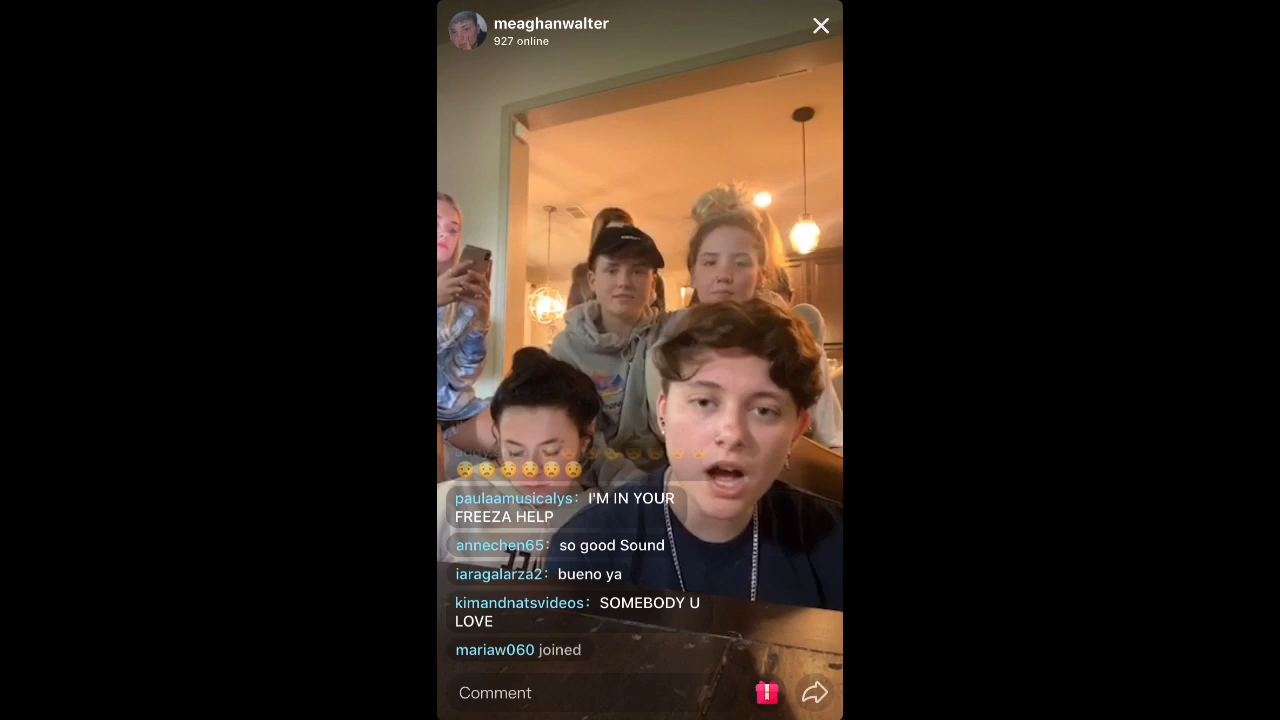 meaghanwalter
927 online
paulaamusicalys: I'M IN YOUR
FREEZA HELP
annechen65: so good Sound
iaragalarza2: bueno ya
kimandnatsvideos: SOMEBODY U
LOVE
mariaw060 joined
Comment